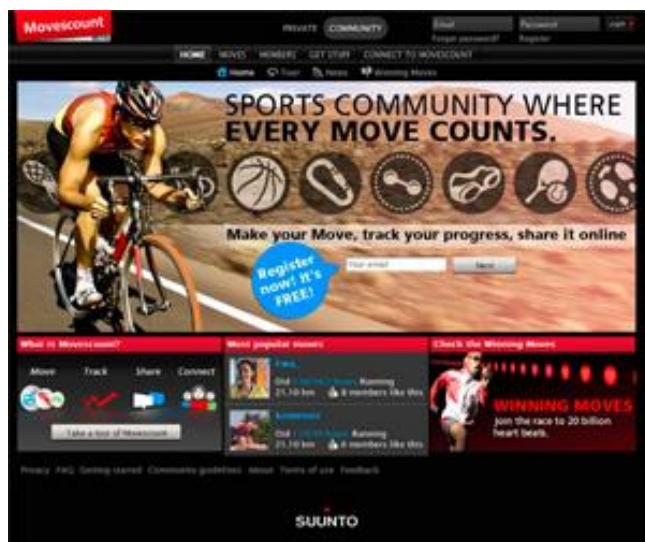 Movescount
PRIVATE COMMUNITY
Email Password Login
Forgot password? Register
HOME MOVES MEMBERS GET STUFF CONNECT TO MOVESCOUNT
Home Tour News Winning Moves
SPORTS COMMUNITY WHERE
EVERY MOVE COUNTS.
Make your Move, track your progress, share it online
Register
now! It's
FREE!
Your email Next
What is Movescount? Most popular moves Check the Winning Moves
Move Track Share Connect
Take a tour of Movescount
Did Running
21.10 km 8 members like this
Did Running
21.10 km 6 members like this
WINNING MOVES
Join the race to 20 billion
heart beats.
Privacy FAQ Getting started Community guidelines About Terms of use Feedback
SUUNTO